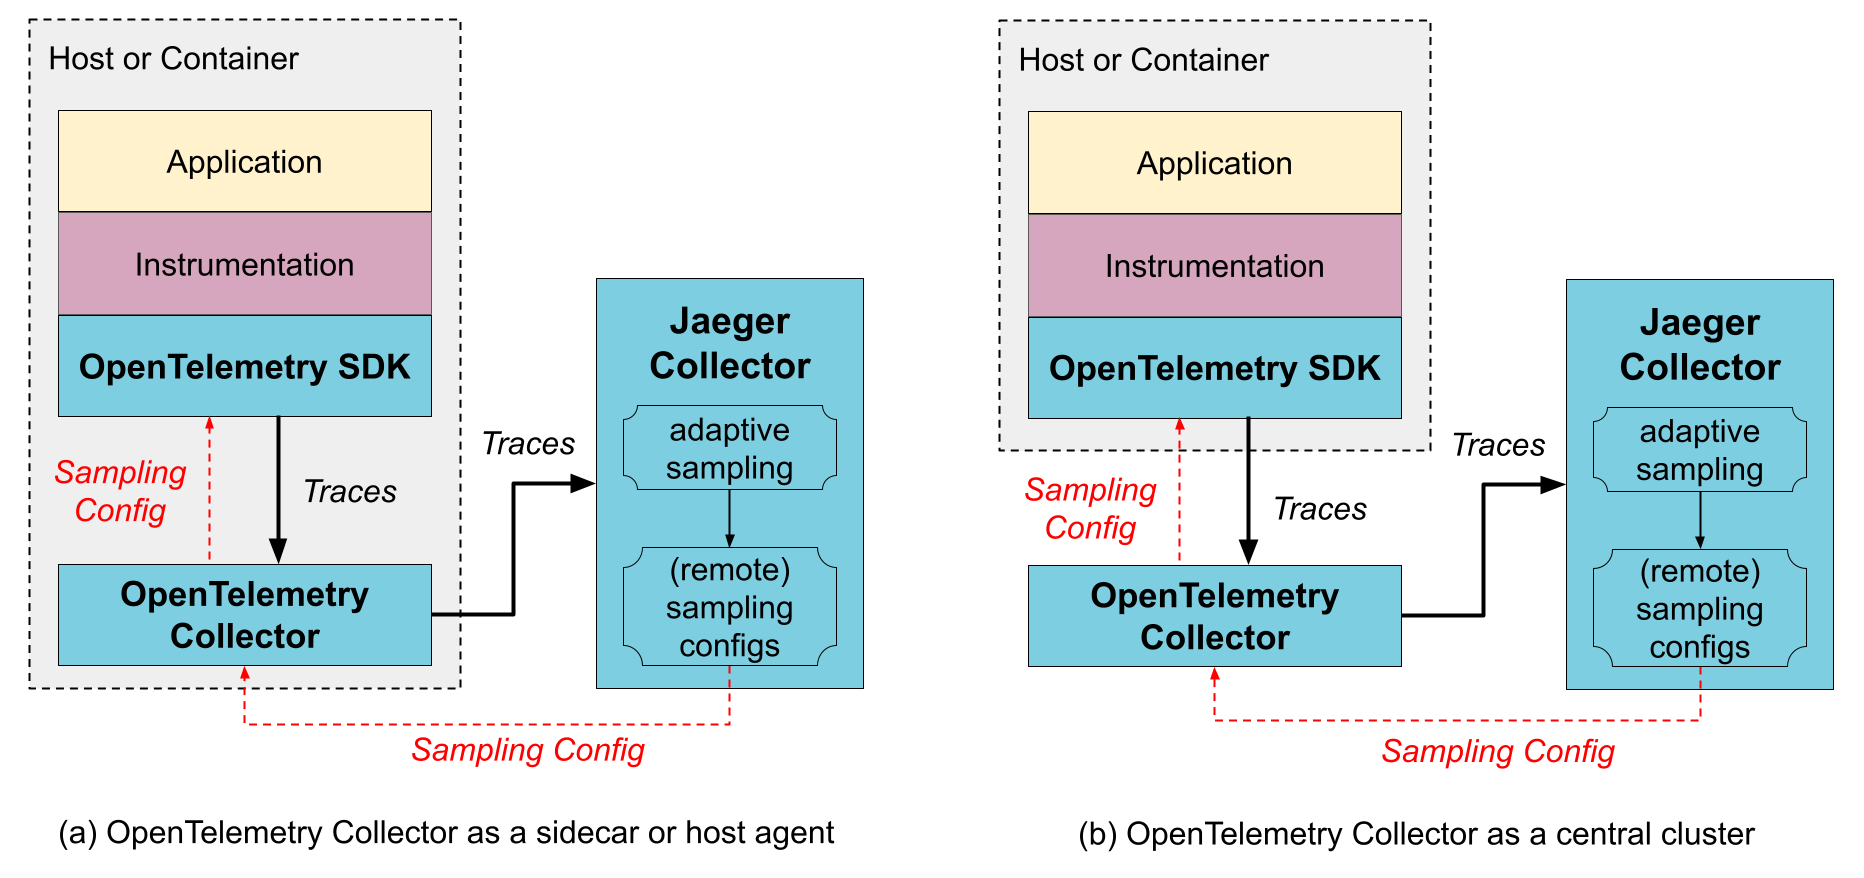 Host or Container
Application
Instrumentation
OpenTelemetry SDK
Sampling
Config
Traces
OpenTelemetry
Collector
Traces
Jaeger
Collector
adaptive
sampling
(remote)
sampling
configs
Sampling Config
(a) OpenTelemetry Collector as a sidecar or host agent
Host or Container
Application
Instrumentation
OpenTelemetry SDK
Sampling
Config
Traces
OpenTelemetry
Collector
Traces
Jaeger
Collector
adaptive
sampling
(remote)
sampling
configs
Sampling Config
(b) OpenTelemetry Collector as a central cluster